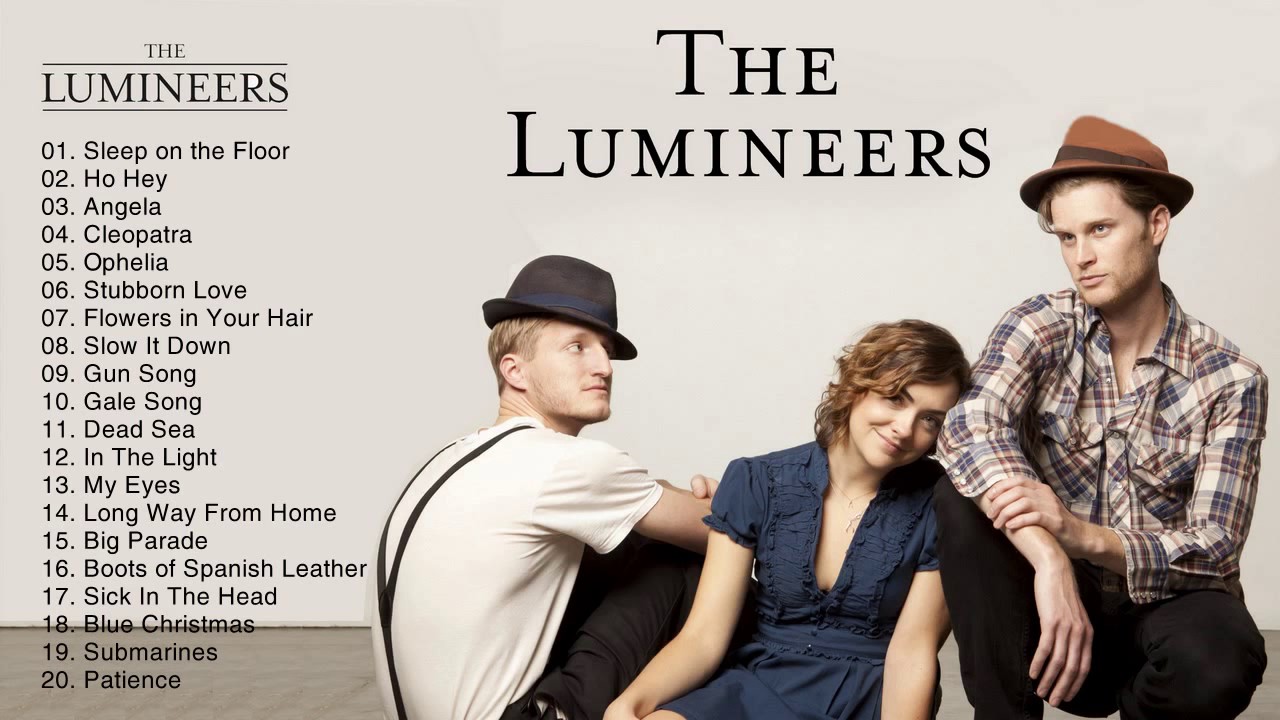 THE
LUMINEERS
01. Sleep on the Floor
02. Ho Hey
03. Angela
04. Cleopatra
05. Ophelia
06. Stubborn Love
07. Flowers in Your Hair
08. Slow It Down
09. Gun Song
10. Gale Song
11. Dead Sea
12. In The Light
13. My Eyes
14. Long Way From Home
15. Big Parade
16. Boots of Spanish Leather
17. Sick In The Head
18. Blue Christmas
19. Submarines
20. Patience
THE
LUMINEERS